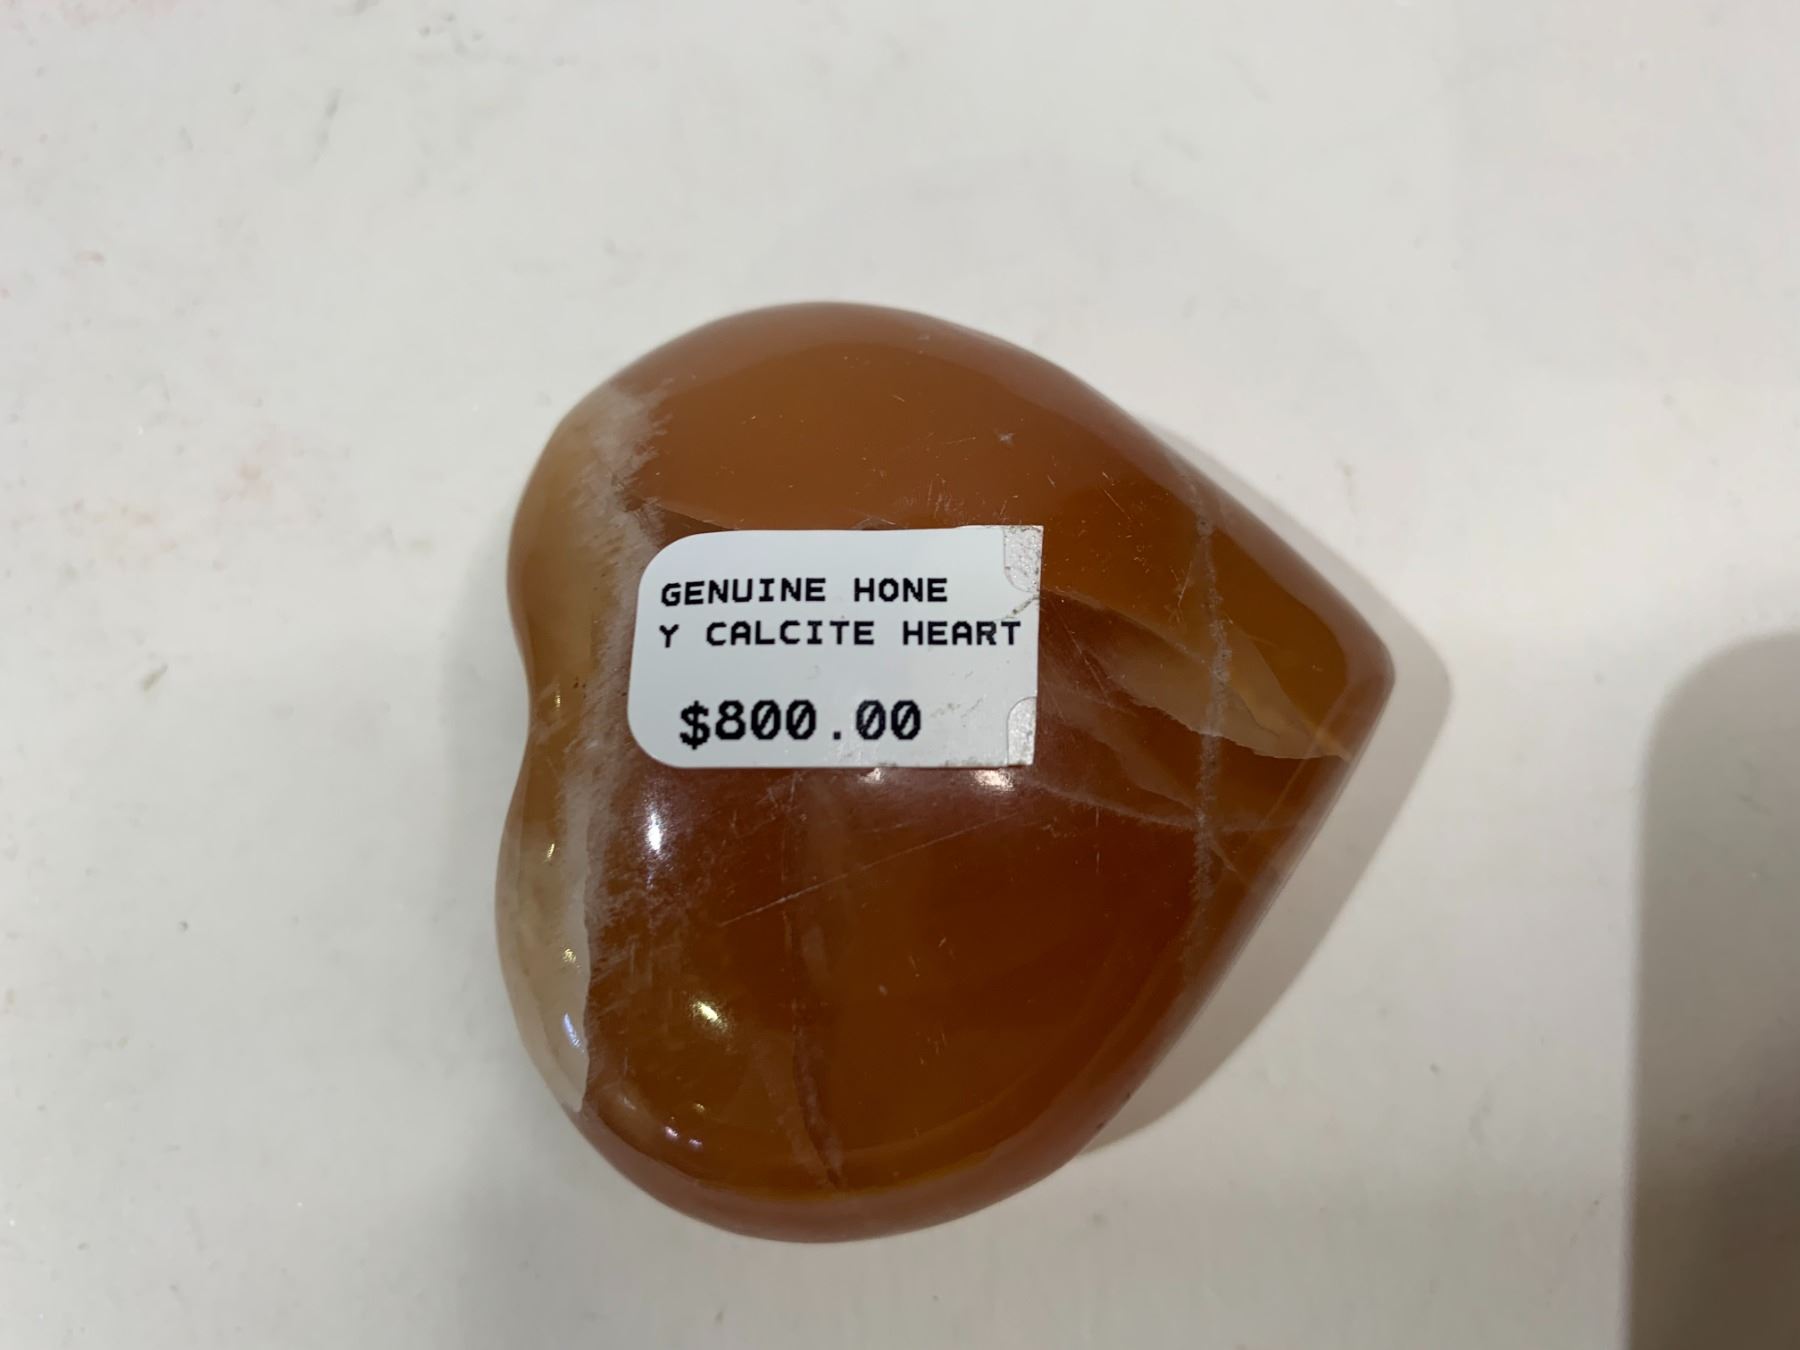 GENUINE HONE
Y CALCITE HEART
$800.00